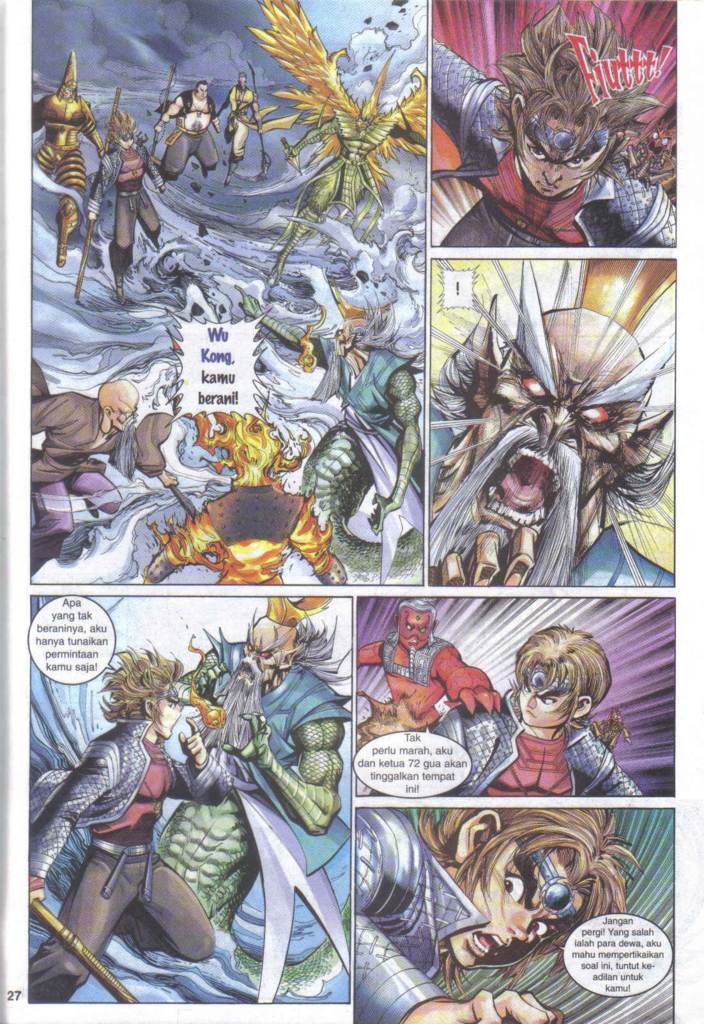 Fiuttt!
Wu
Kong,
kamu
berani!
!
Apa
yang tak
beraninya, aku
hanya tunaikan
permintaan
kamu saja!
Tak
perlu marah, aku
dan ketua 72 gua akan
tinggalkan tempat
ini!
Jangan
pergi! Yang salah
ialah para dewa, aku
mahu mempertikaikan
soal ini, tuntut ke-
adilan untuk
kamu!
27